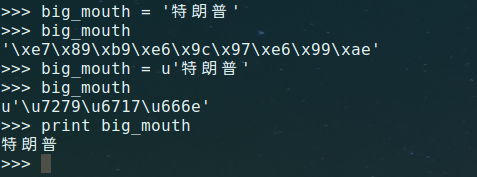 >>> big_mouth = '特朗普'
>>> big_mouth
'\xe7\x89\xb9\xe6\x9c\x97\xe6\x99\xae'
>>> big_mouth = u'特朗普'
>>> big_mouth
u'\u7279\u6717\u666e'
>>> print big_mouth
特朗普
>>>